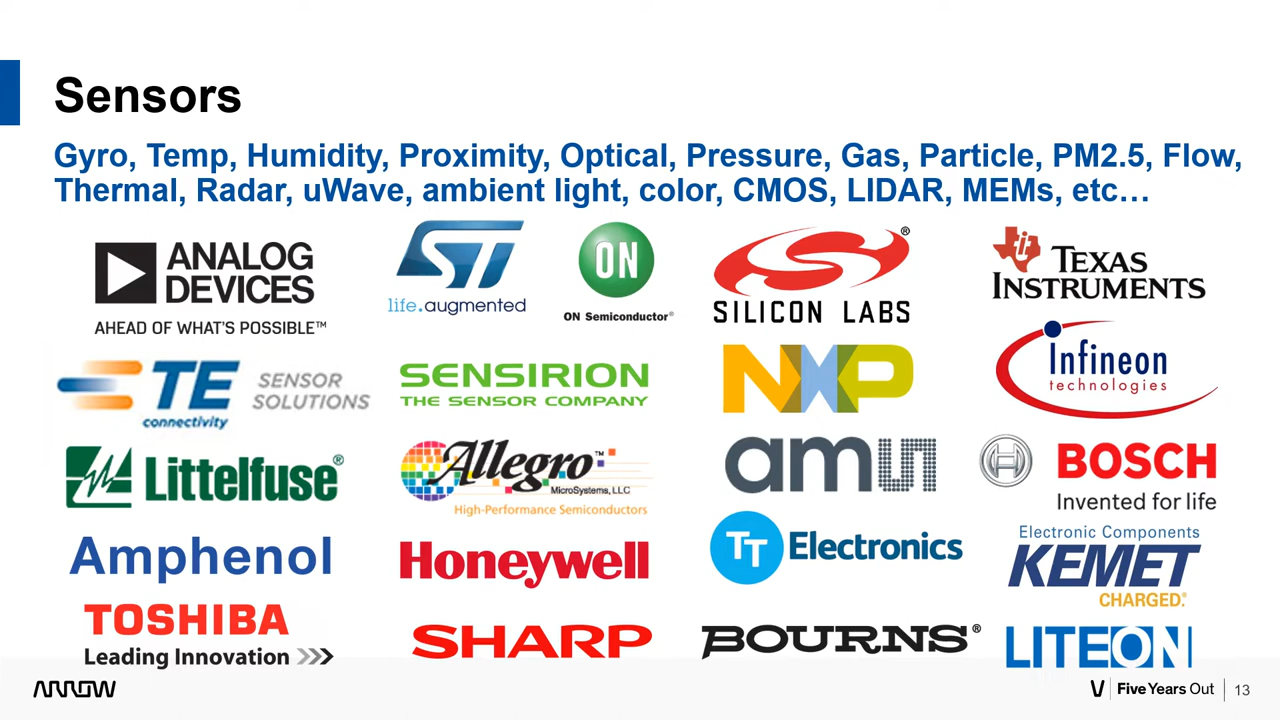 Sensors
Gyro, Temp, Humidity, Proximity, Optical, Pressure, Gas, Particle, PM2.5, Flow,
Thermal, Radar, uWave, ambient light, color, CMOS, LIDAR, MEMs, etc…
ANALOG
DEVICES
AHEAD OF WHAT'S POSSIBLE™
ST
life.augmented
ON
ON Semiconductor®
®
SILICON LABS
TEXAS
INSTRUMENTS
TE
connectivity
SENSOR
SOLUTIONS
SENSIRION
THE SENSOR COMPANY
NXP
Infineon
technologies
Littelfuse®
Allegro™
MicroSystems, LLC
High-Performance Semiconductors
amu
BOSCH
Invented for life
Amphenol
Honeywell
TT Electronics
Electronic Components
KEMET
CHARGED.®
TOSHIBA
Leading Innovation
SHARP
BOURNS®
LITEON
ARROW
Five Years Out
13